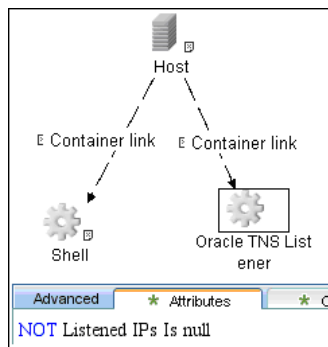 Host
Container link
Container link
Shell
Oracle TNS List
ener
Advanced
* Attributes
*
NOT Listened IPs Is null